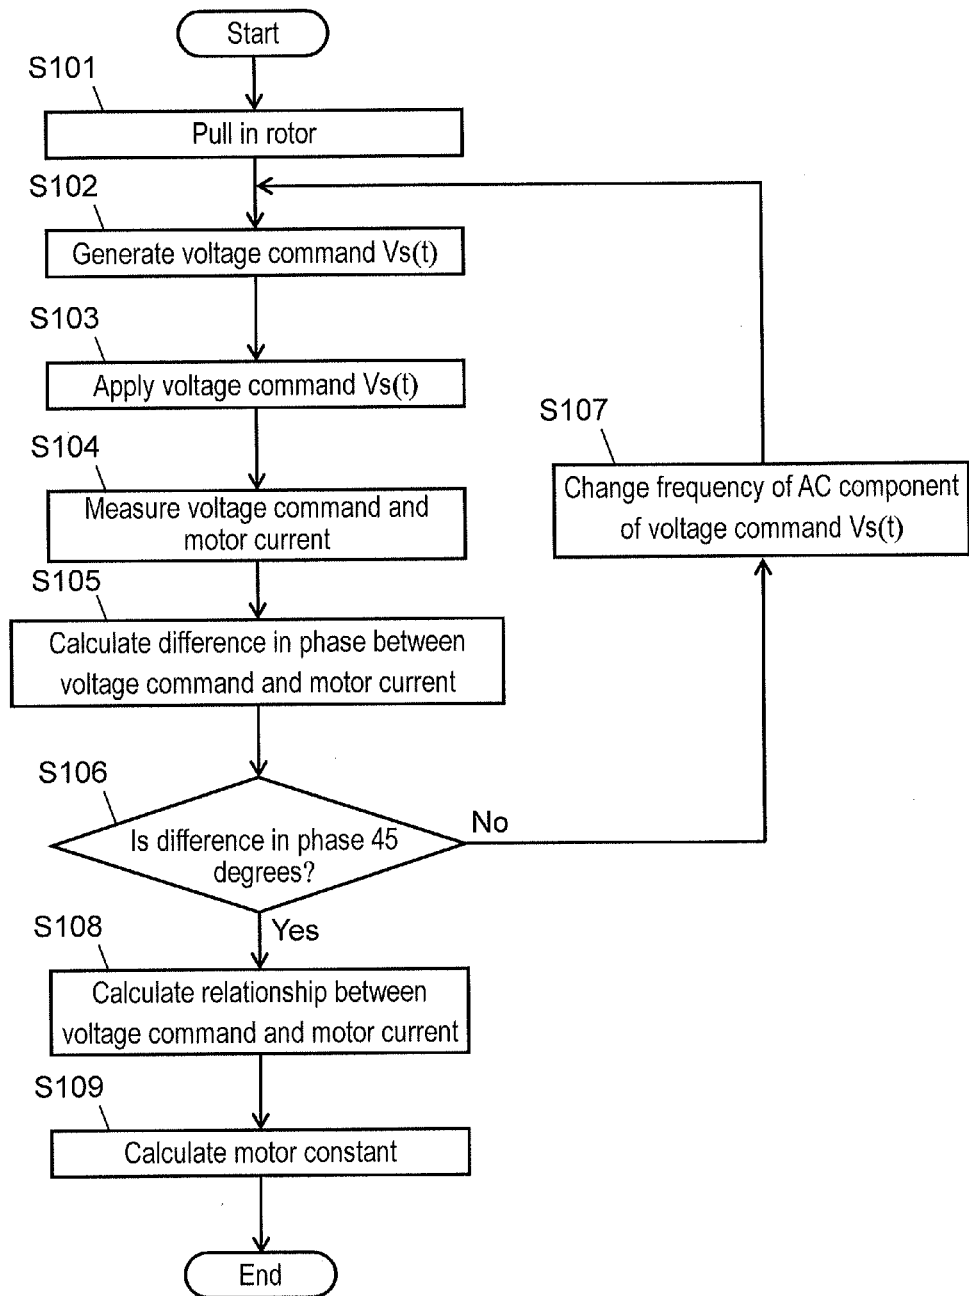 Start
S101
Pull in rotor
S102
Generate voltage command Vs(t)
S103
Apply voltage command Vs(t)
S104
Measure voltage command and
motor current
S105
Calculate difference in phase between
voltage command and motor current
S106
Is difference in phase 45
degrees?
No
S107
Change frequency of AC component
of voltage command Vs(t)
Yes
S108
Calculate relationship between
voltage command and motor current
S109
Calculate motor constant
End